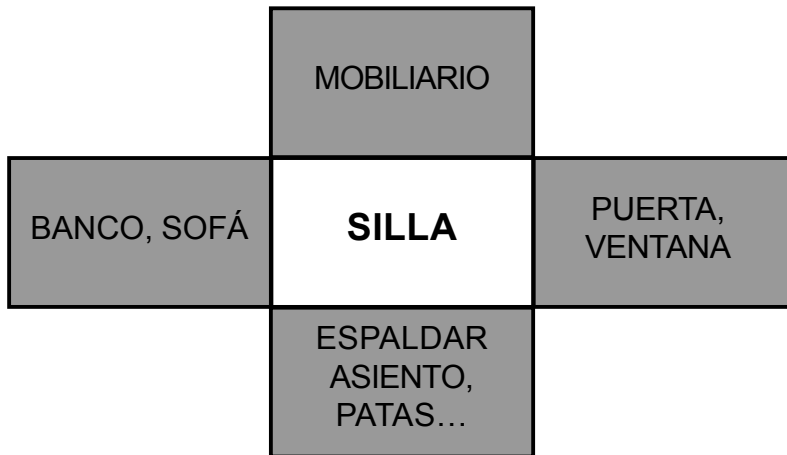 MOBILIARIO
BANCO, SOFÁ
SILLA
PUERTA,
VENTANA
ESPALDAR
ASIENTO,
PATAS…